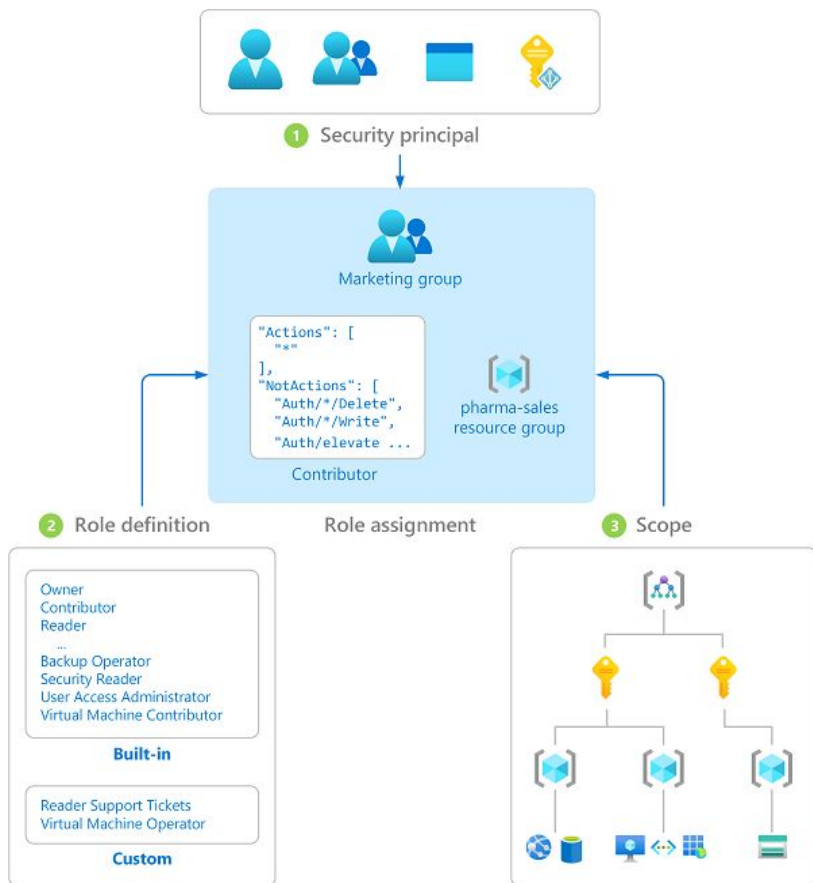 1 Security principal
Marketing group
"Actions": [
"*"
],
"NotActions": [
"Auth/*/Delete",
"Auth/*/Write",
"Auth/elevate ...
Contributor
pharma-sales
resource group
2 Role definition
Role assignment
3 Scope
Owner
Contributor
Reader
...
Backup Operator
Security Reader
User Access Administrator
Virtual Machine Contributor
Built-in
Reader Support Tickets
Virtual Machine Operator
Custom